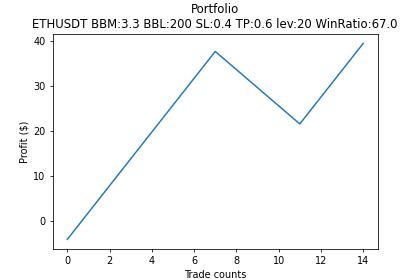 Portfolio
ETHUSDT BBM:3.3 BBL:200 SL:0.4 TP:0.6 lev:20 WinRatio:67.0
40
30
20
10
0
Profit ($)
0 2 4 6 8 10 12 14
Trade counts